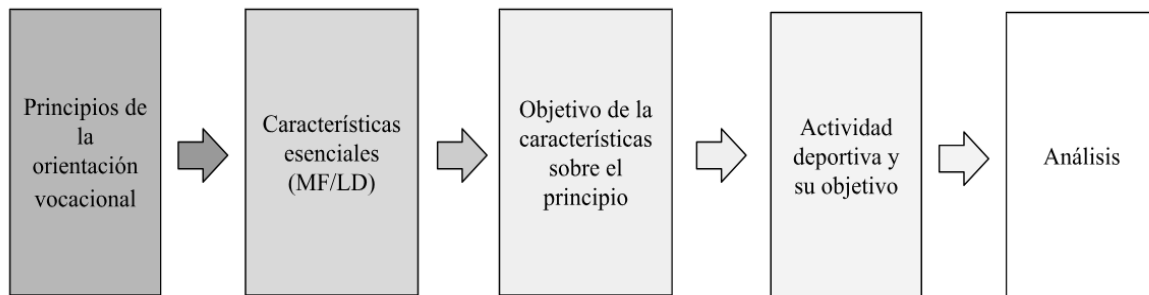 Principios de
la
orientación
vocacional
Características
esenciales
(MF/LD)
Objetivo de la
características
sobre el
principio
Actividad
deportiva y
su objetivo
Análisis